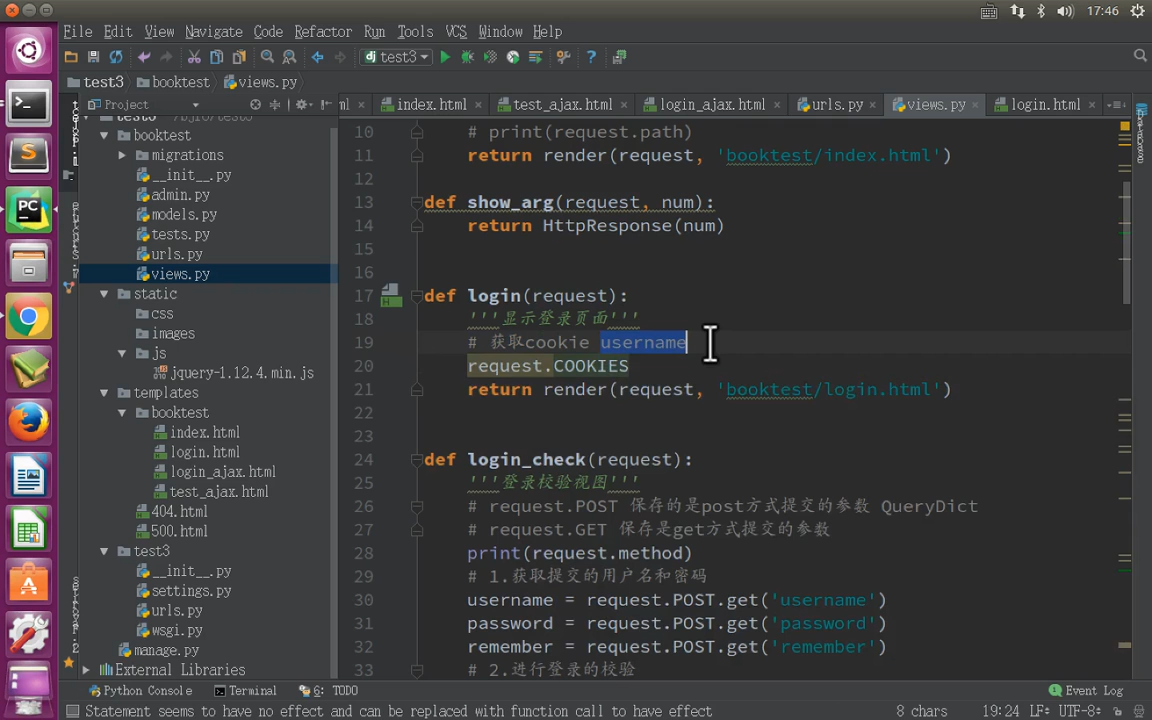 17:46
File Edit View Navigate Code Refactor Run Tools VCS Window Help
test3
test3 booktest views.py
Project
ml index.html test_ajax.html login_ajax.html urls.py views.py login.html
booktest
migrations
__init__.py
admin.py
models.py
tests.py
urls.py
views.py
static
css
images
js
jquery-1.12.4.min.js
templates
booktest
index.html
login.html
login_ajax.html
test_ajax.html
404.html
500.html
test3
__init__.py
settings.py
urls.py
wsgi.py
manage.py
External Libraries
10 # print(request.path)
11 return render(request, 'booktest/index.html')
12
13 def show_arg(request, num):
14 return HttpResponse(num)
15
16
17 def login(request):
18 '''显示登录页面'''
19 # 获取cookie username
20 request.COOKIES
21 return render(request, 'booktest/login.html')
22
23
24 def login_check(request):
25 '''登录校验视图'''
26 # request.POST 保存的是post方式提交的参数 QueryDict
27 # request.GET 保存是get方式提交的参数
28 print(request.method)
29 # 1.获取提交的用户名和密码
30 username = request.POST.get('username')
31 password = request.POST.get('password')
32 remember = request.POST.get('remember')
33 # 2.进行登录的校验
Python Console Terminal 6: TODO Event Log
Statement seems to have no effect and can be replaced with function call to have effect 8 chars 19:24 LF÷ UTF-8÷